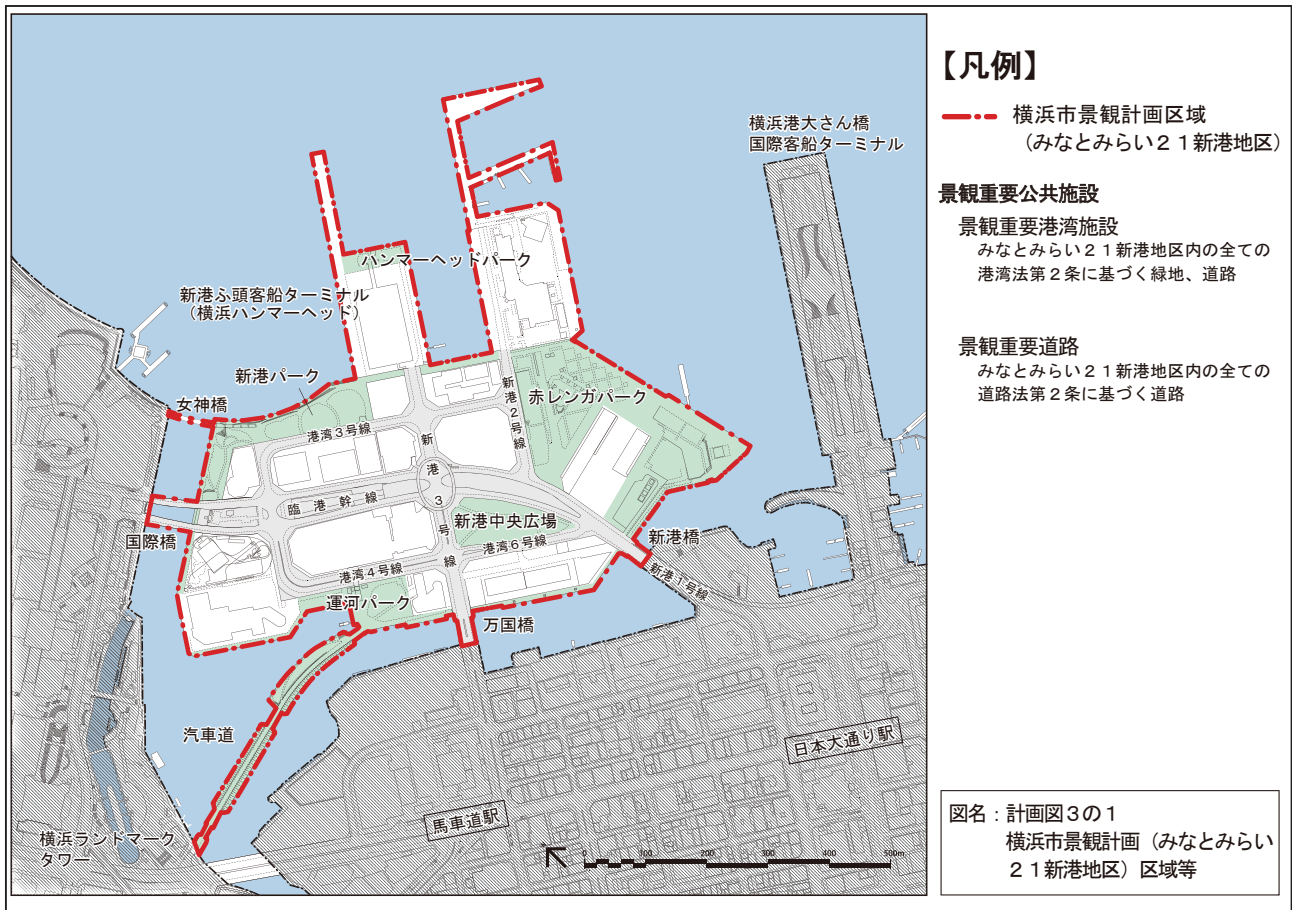 【凡例】
横浜市景観計画区域
（みなとみらい２１新港地区）
景観重要公共施設
景観重要港湾施設
みなとみらい２１新港地区内の全ての
港湾法第２条に基づく緑地、道路
景観重要道路
みなとみらい２１新港地区内の全ての
道路法第２条に基づく道路
横浜港大さん橋
国際客船ターミナル
ハンマーヘッドパーク
新港ふ頭客船ターミナル
（横浜ハンマーヘッド）
新港パーク
女神橋
港湾３号線
新港２号線
赤レンガパーク
新港３号線
臨港幹線
新港中央広場
国際橋
港湾６号線
新港橋
港湾４号線
新港１号線
運河パーク
万国橋
汽車道
日本大通り駅
馬車道駅
横浜ランドマーク
タワー
0 100 200 300 400 500m
図名：計画図３の１
横浜市景観計画（みなとみらい
２１新港地区）区域等